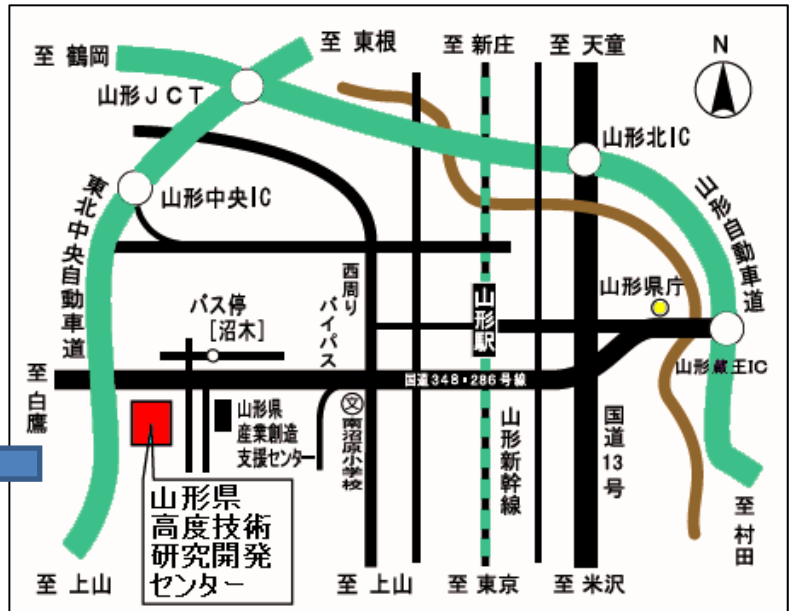 至 鶴岡
至 東根
至 新庄
至 天童
N
山形JCT
山形北IC
山形中央IC
東北中央自動車道
山形自動車道
西周り
バイパス
山形県庁
バス停
[沼木]
山形駅
山形蔵王IC
至 白鷹
国道348・286号線
山形県
産業創造
支援センター
文
南沼原小学校
山形新幹線
国道13号
山形県
高度技術
研究開発
センター
至 村田
至 上山
至 上山
至 東京
至 米沢